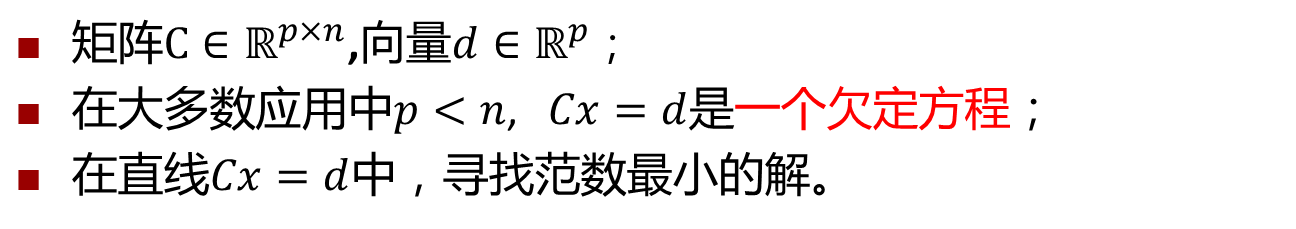 ■ 矩阵C ∈ ℝ^{p×n},向量d ∈ ℝ^p；
■ 在大多数应用中p < n, Cx = d是一个欠定方程；
■ 在直线Cx = d中，寻找范数最小的解。